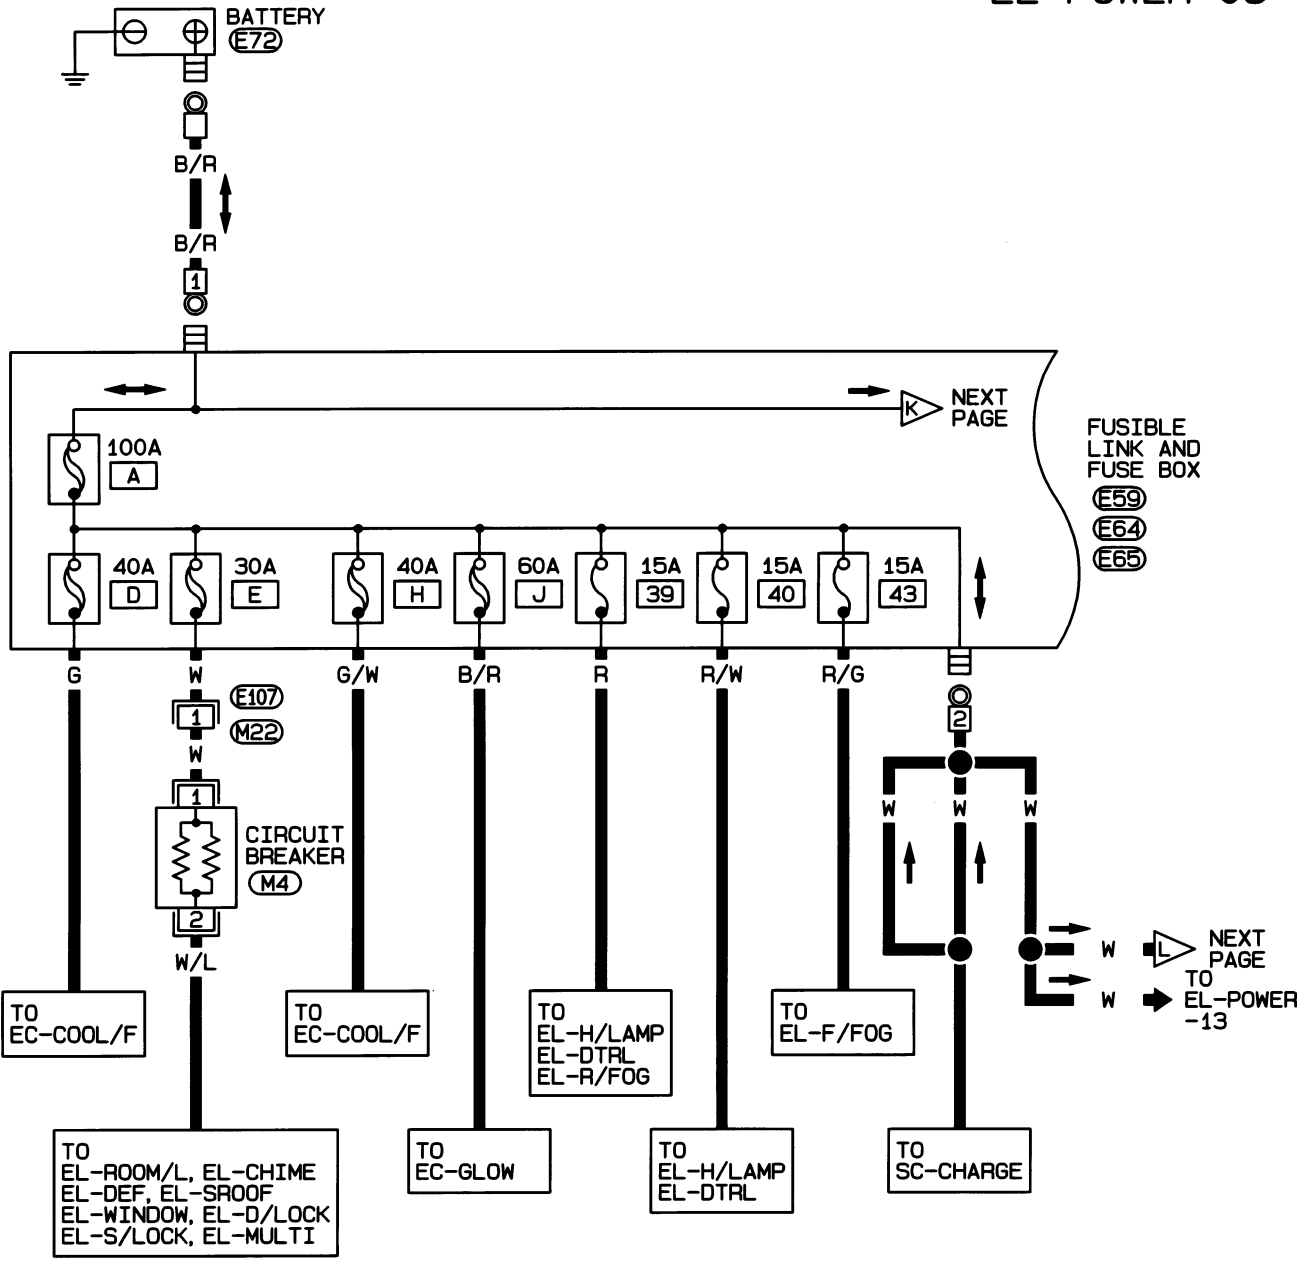 BATTERY
E72
B/R
B/R
1
K
NEXT
PAGE
FUSIBLE
LINK AND
FUSE BOX
E59
E64
E65
100A
A
40A
D
30A
E
40A
H
60A
J
15A
39
15A
40
15A
43
G
W
G/W
B/R
R
R/W
R/G
E107
1
M22
W
2
1
W
W
W
CIRCUIT
BREAKER
M4
2
W/L
W
L
NEXT
PAGE
W
TO
EL-POWER
-13
TO
EC-COOL/F
TO
EC-COOL/F
TO
EL-H/LAMP
EL-DTRL
EL-R/FOG
TO
EL-F/FOG
TO
EL-ROOM/L, EL-CHIME
EL-DEF, EL-SROOF
EL-WINDOW, EL-D/LOCK
EL-S/LOCK, EL-MULTI
TO
EC-GLOW
TO
EL-H/LAMP
EL-DTRL
TO
SC-CHARGE